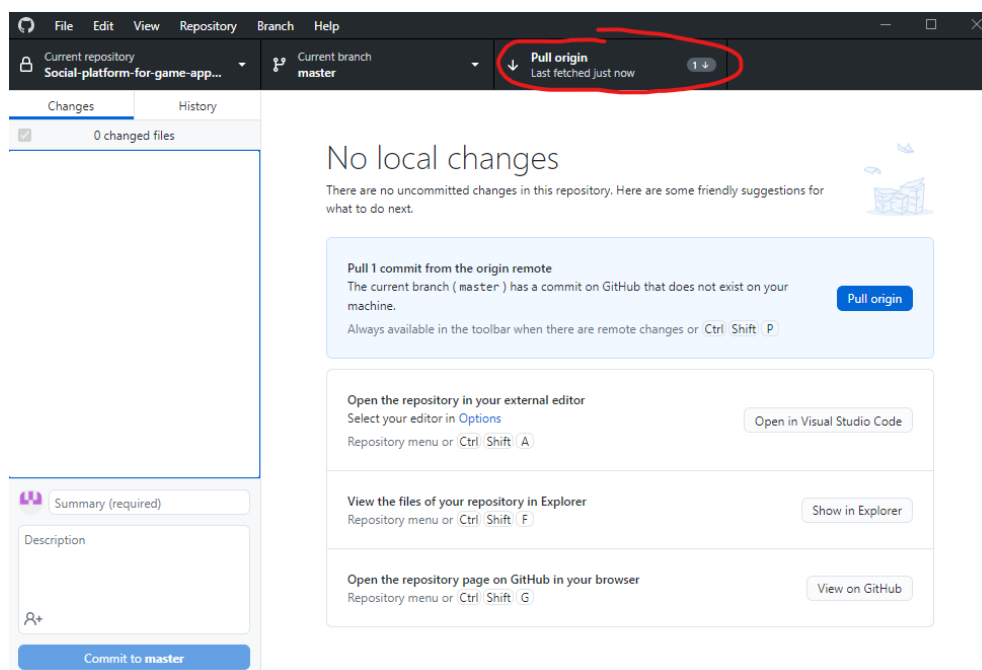 File Edit View Repository Branch Help
Current repository
Social-platform-for-game-app...
Current branch
master
Pull origin
Last fetched just now
1
Changes History
0 changed files
No local changes
There are no uncommitted changes in this repository. Here are some friendly suggestions for
what to do next.
Pull 1 commit from the origin remote
The current branch (master) has a commit on GitHub that does not exist on your
machine.
Always available in the toolbar when there are remote changes or Ctrl Shift P
Pull origin
Open the repository in your external editor
Select your editor in Options
Repository menu or Ctrl Shift A
Open in Visual Studio Code
View the files of your repository in Explorer
Repository menu or Ctrl Shift F
Show in Explorer
Open the repository page on GitHub in your browser
Repository menu or Ctrl Shift G
View on GitHub
Summary (required)
Description
Commit to master